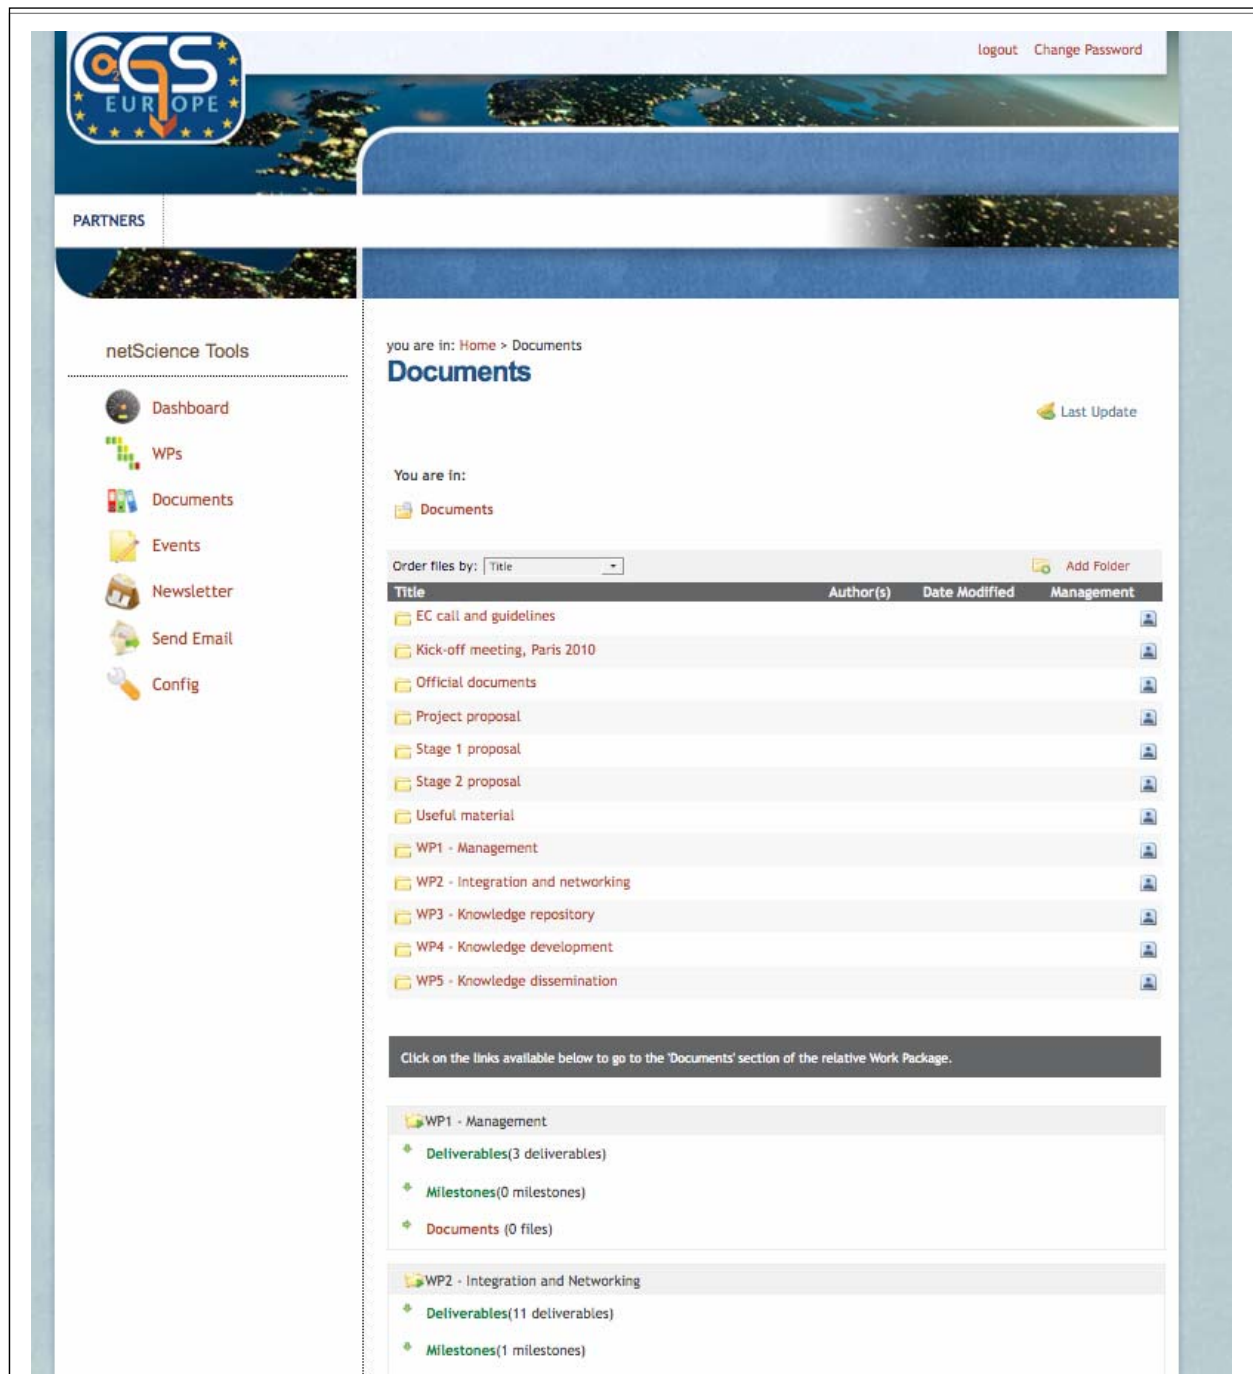 CO2GS
EUROPE
logout Change Password
PARTNERS
netScience Tools
Dashboard
WPs
Documents
Events
Newsletter
Send Email
Config
you are in: Home > Documents
Documents
Last Update
You are in:
Documents
Order files by: Title
Add Folder
Title Author(s) Date Modified Management
EC call and guidelines
Kick-off meeting, Paris 2010
Official documents
Project proposal
Stage 1 proposal
Stage 2 proposal
Useful material
WP1 - Management
WP2 - Integration and networking
WP3 - Knowledge repository
WP4 - Knowledge development
WP5 - Knowledge dissemination
Click on the links available below to go to the 'Documents' section of the relative Work Package.
WP1 - Management
Deliverables(3 deliverables)
Milestones(0 milestones)
Documents (0 files)
WP2 - Integration and Networking
Deliverables(11 deliverables)
Milestones(1 milestones)